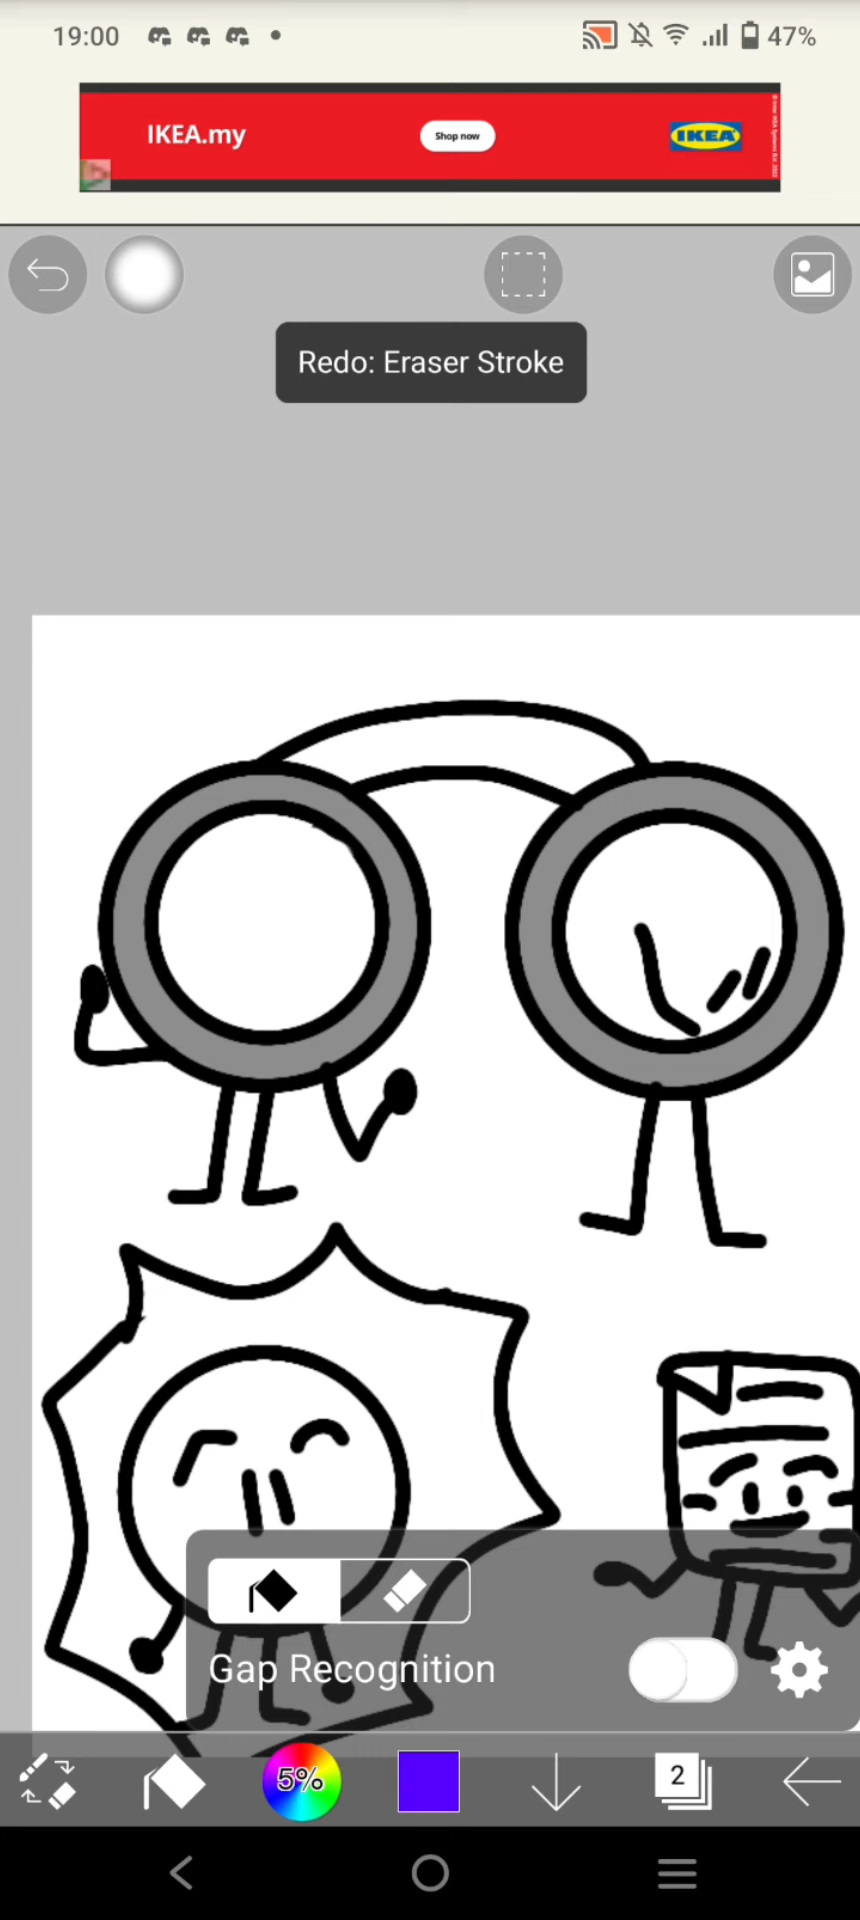 19:00
47%
IKEA.my
Shop now
IKEA
Redo: Eraser Stroke
Gap Recognition
5%
2